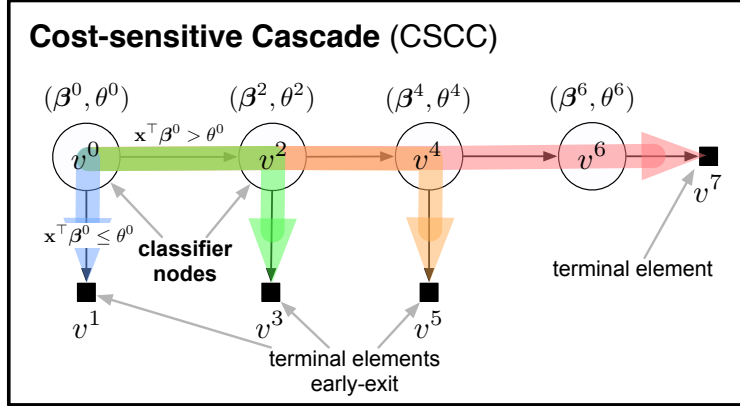 Cost-sensitive Cascade (CSCC)
(β⁰, θ⁰) (β², θ²) (β⁴, θ⁴) (β⁶, θ⁶)
x⊤β⁰ > θ⁰
v⁰ v² v⁴ v⁶
v⁷
x⊤β⁰ ≤ θ⁰
classifier
nodes
terminal element
v¹ v³ v⁵
terminal elements
early-exit